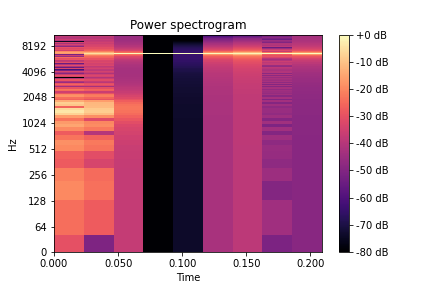 Power spectrogram
8192
4096
2048
1024
512
256
128
64
0
Hz
0.000 0.050 0.100 0.150 0.200
Time
+0 dB
-10 dB
-20 dB
-30 dB
-40 dB
-50 dB
-60 dB
-70 dB
-80 dB